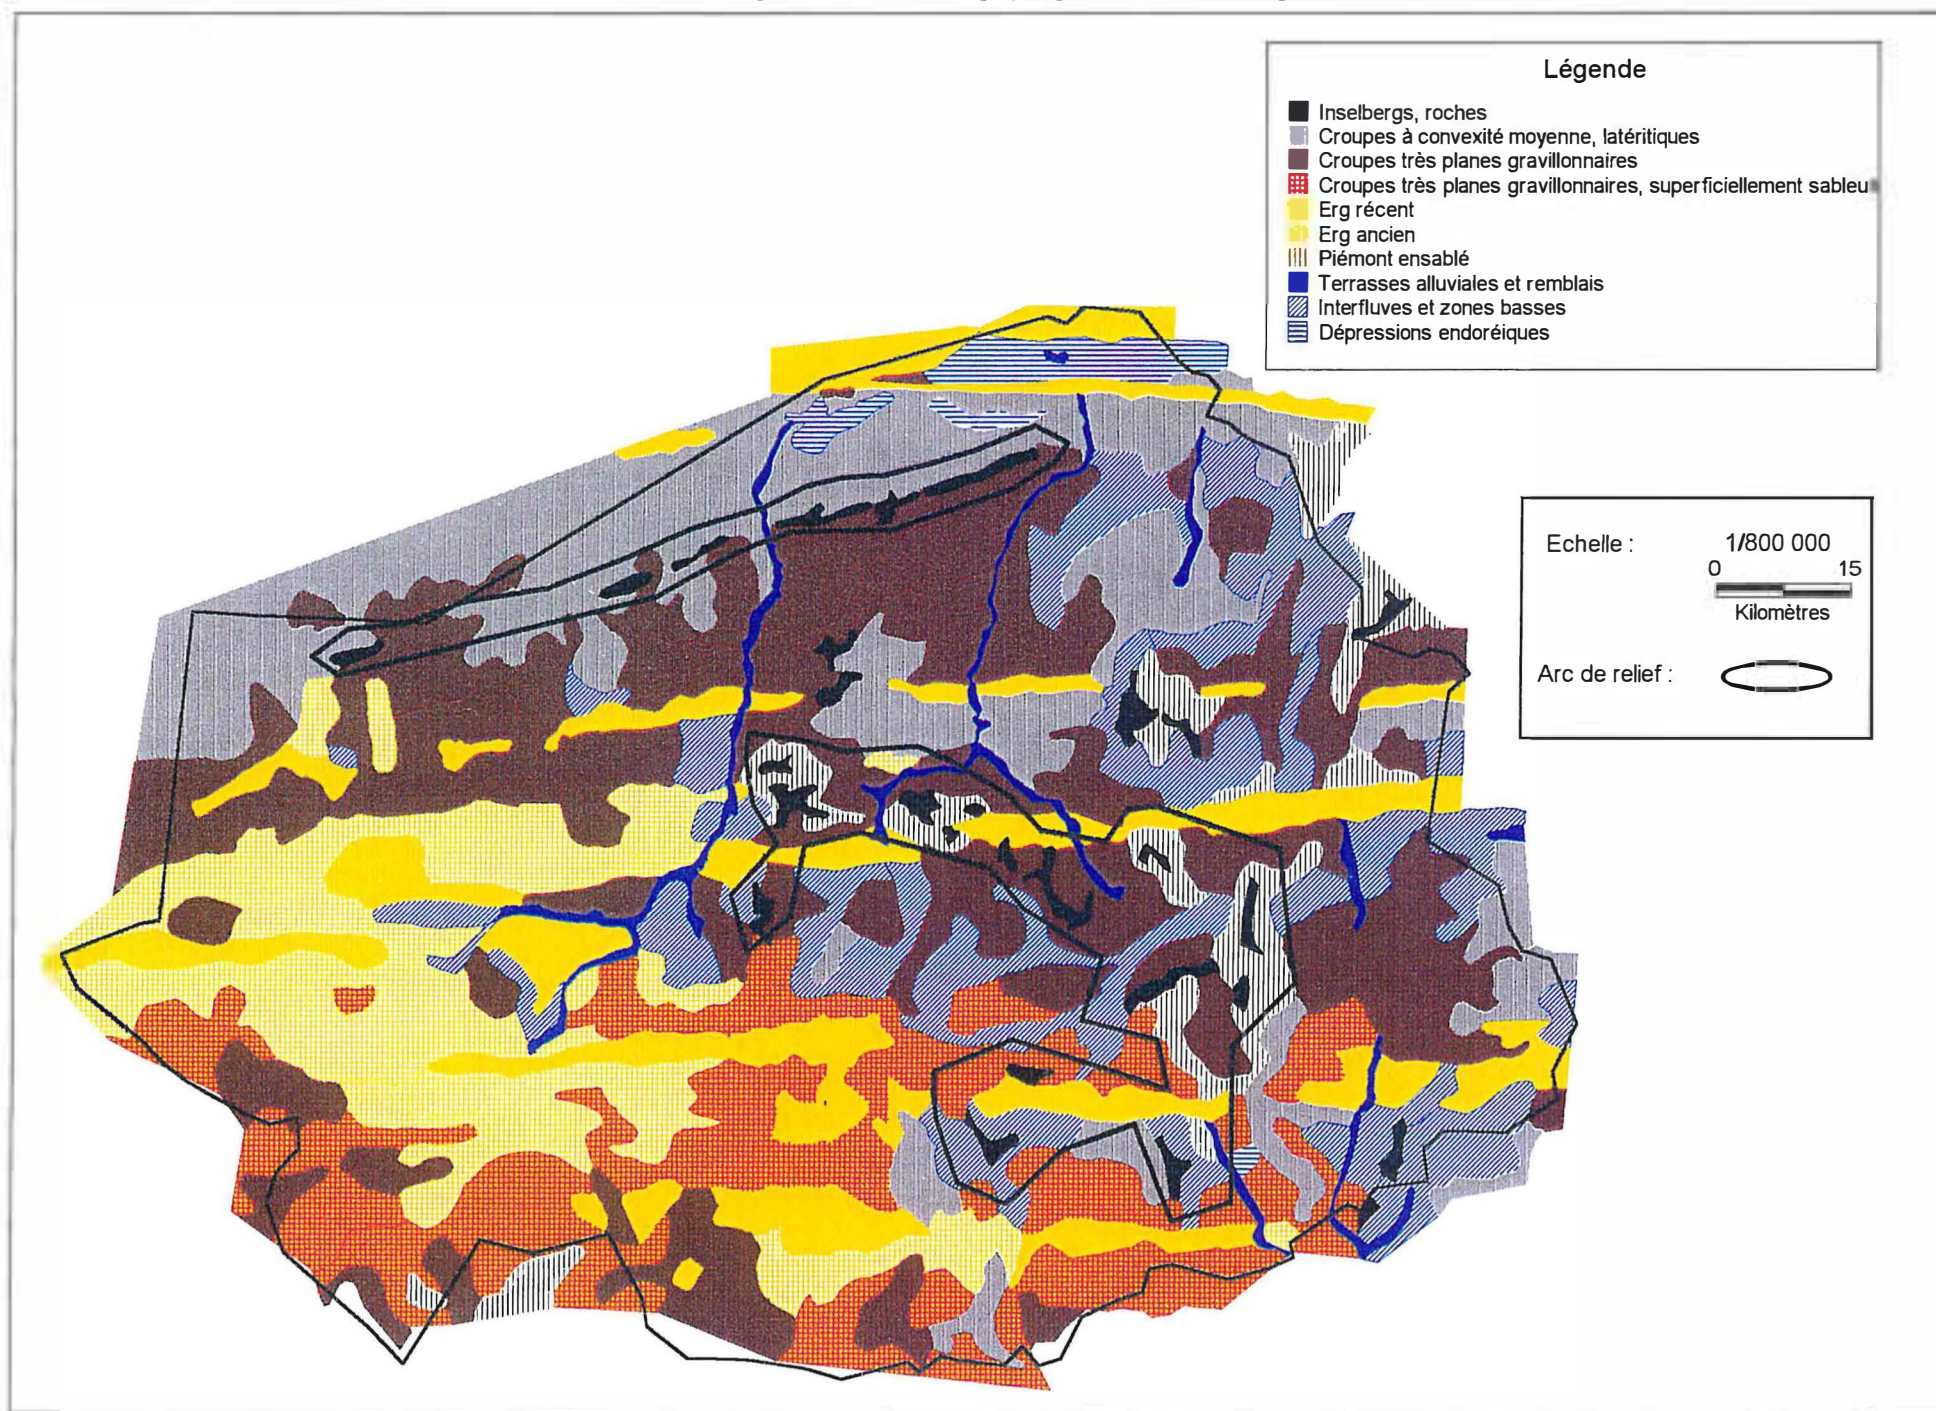 Légende
Inselbergs, roches
Croupes à convexité moyenne, latéritiques
Croupes très planes gravillonnaires
Croupes très planes gravillonnaires, superficiellement sableu
Erg récent
Erg ancien
Piémont ensablé
Terrasses alluviales et remblais
Interfluves et zones basses
Dépressions endoréiques
Echelle : 1/800 000
0 15
Kilomètres
Arc de relief :